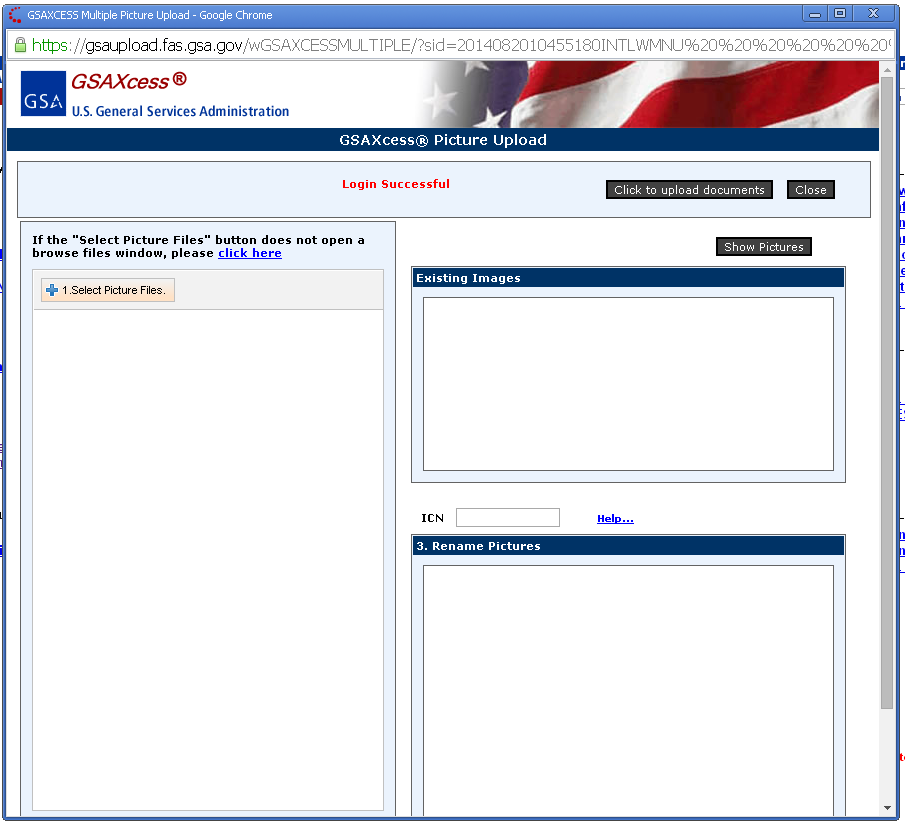 GSAXCESS Multiple Picture Upload - Google Chrome
https://gsaupload.fas.gsa.gov/wGSAXCESSMULTIPLE/?sid=2014082010455180INTLWMNU%20%20%20%20%20%20%
GSA
GSAXcess®
U.S. General Services Administration
GSAXcess® Picture Upload
Login Successful
Click to upload documents
Close
If the "Select Picture Files" button does not open a
browse files window, please click here
1.Select Picture Files.
Show Pictures
Existing Images
ICN
Help...
3. Rename Pictures